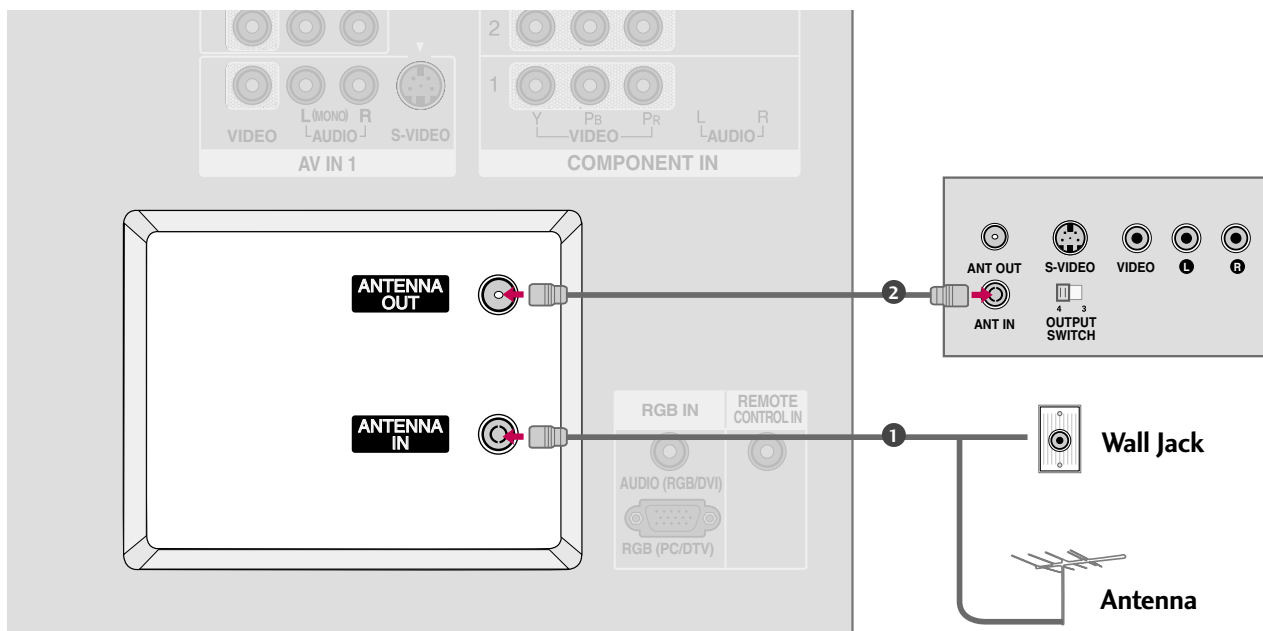 2
1
L(MONO) R
VIDEO AUDIO S-VIDEO
AV IN 1
Y PB PR L R
VIDEO AUDIO
COMPONENT IN
ANTENNA
OUT
2
ANT OUT S-VIDEO VIDEO L R
ANT IN
4 3
OUTPUT
SWITCH
ANTENNA
IN
1
RGB IN
REMOTE
CONTROL IN
AUDIO (RGB/DVI)
RGB (PC/DTV)
Wall Jack
Antenna